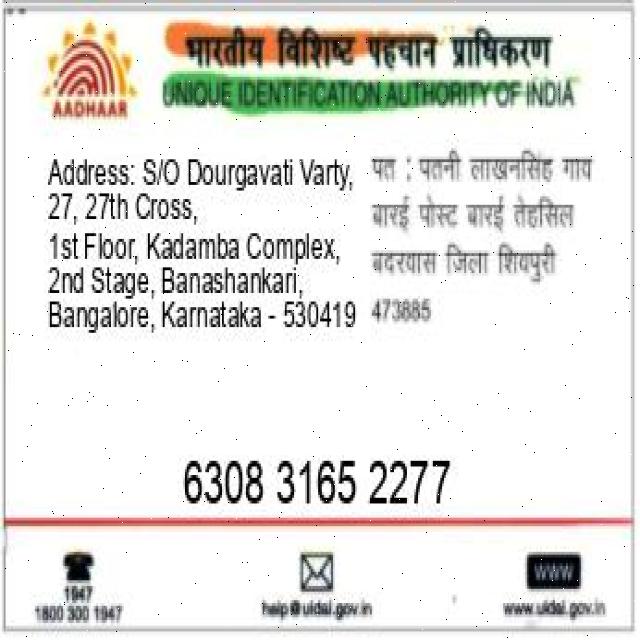 भारतीय विशिष्ट पहचान प्राधिकरण
AADHAAR
UNIQUE IDENTIFICATION AUTHORITY OF INDIA
Address: S/O Dourgavati Varty,
27, 27th Cross,
1st Floor, Kadamba Complex,
2nd Stage, Banashankari,
Bangalore, Karnataka - 530419
पत : पतनी लाखनसिंह गाव
बारई पोस्ट बारई तेहसिल
बदरवास जिला शिवपुरी
473885
6308 3165 2277
1947
1800 300 1947
help@uidai.gov.in
WWW
www.uidai.gov.in